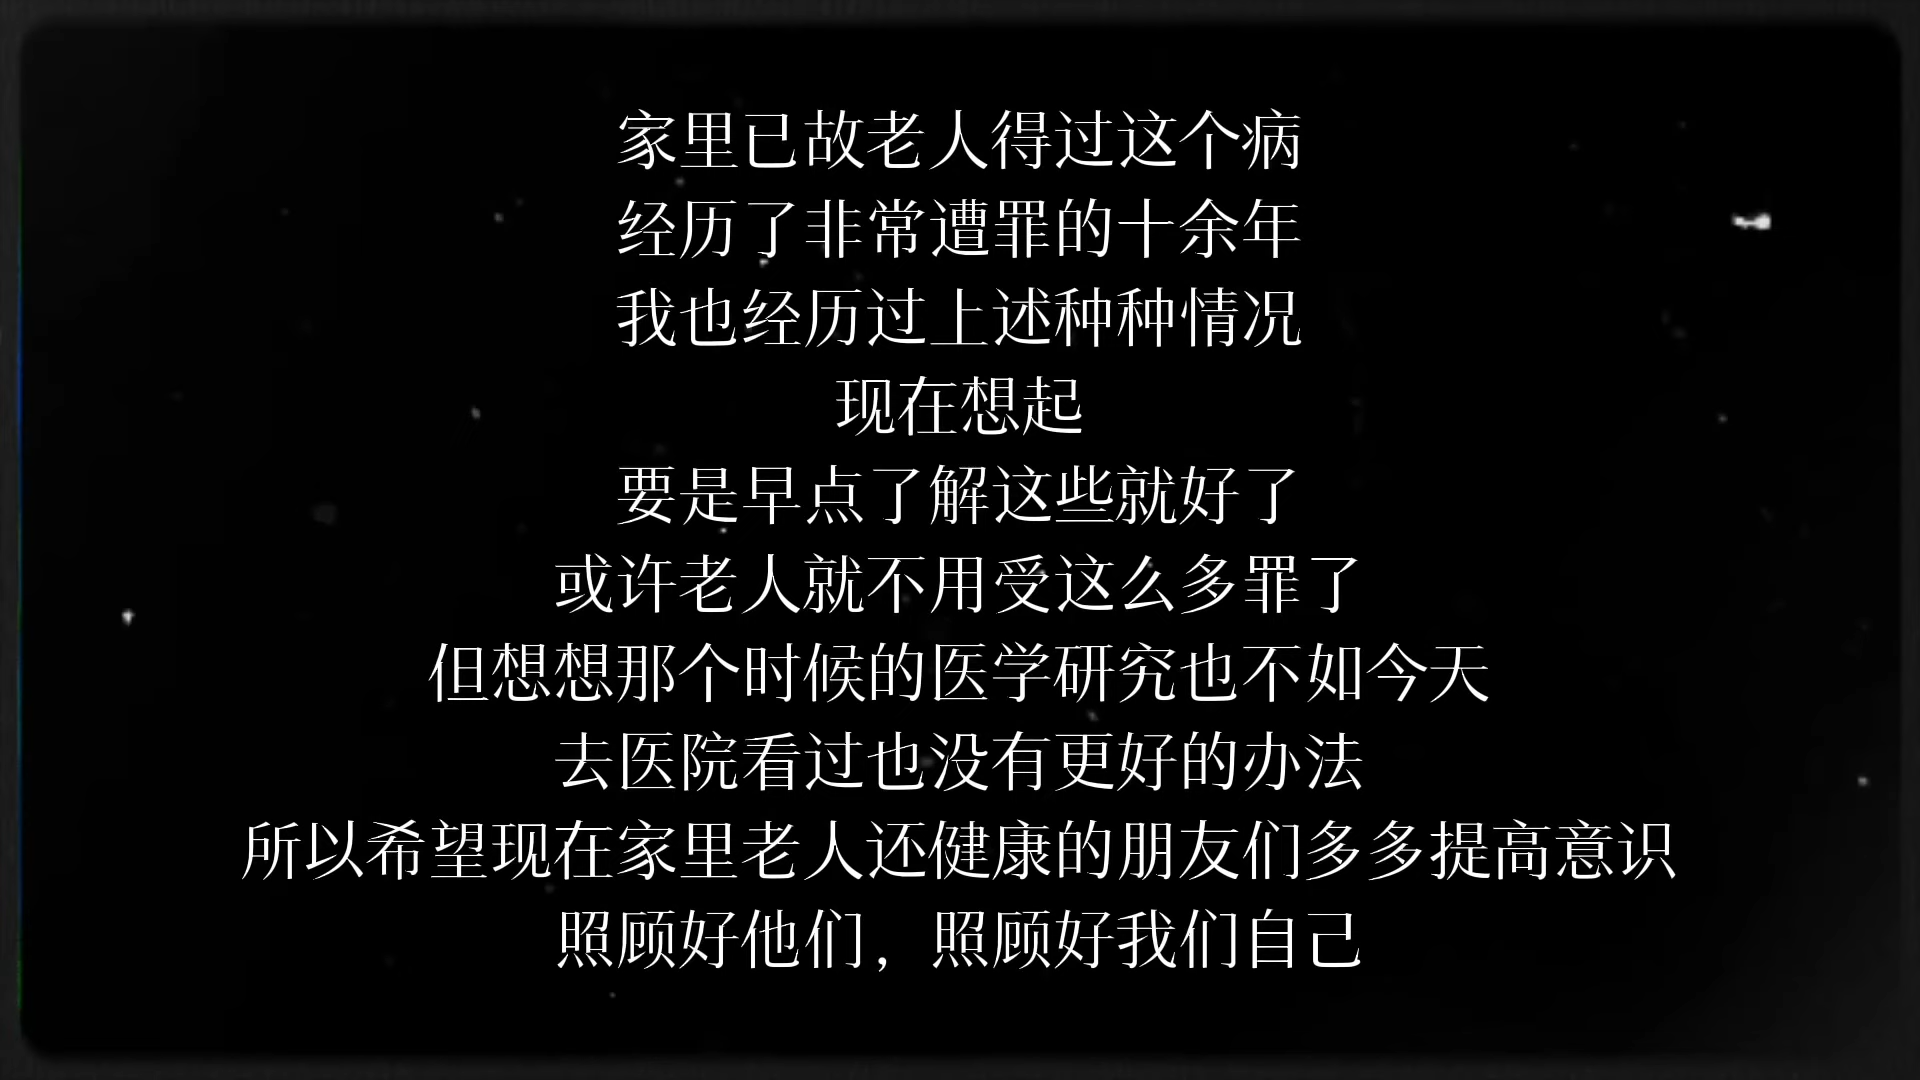 家里已故老人得过这个病
经历了非常遭罪的十余年
我也经历过上述种种情况
现在想起
要是早点了解这些就好了
或许老人就不用受这么多罪了
但想想那个时候的医学研究也不如今天
去医院看过也没有更好的办法
所以希望现在家里老人还健康的朋友们多多提高意识
照顾好他们，照顾好我们自己